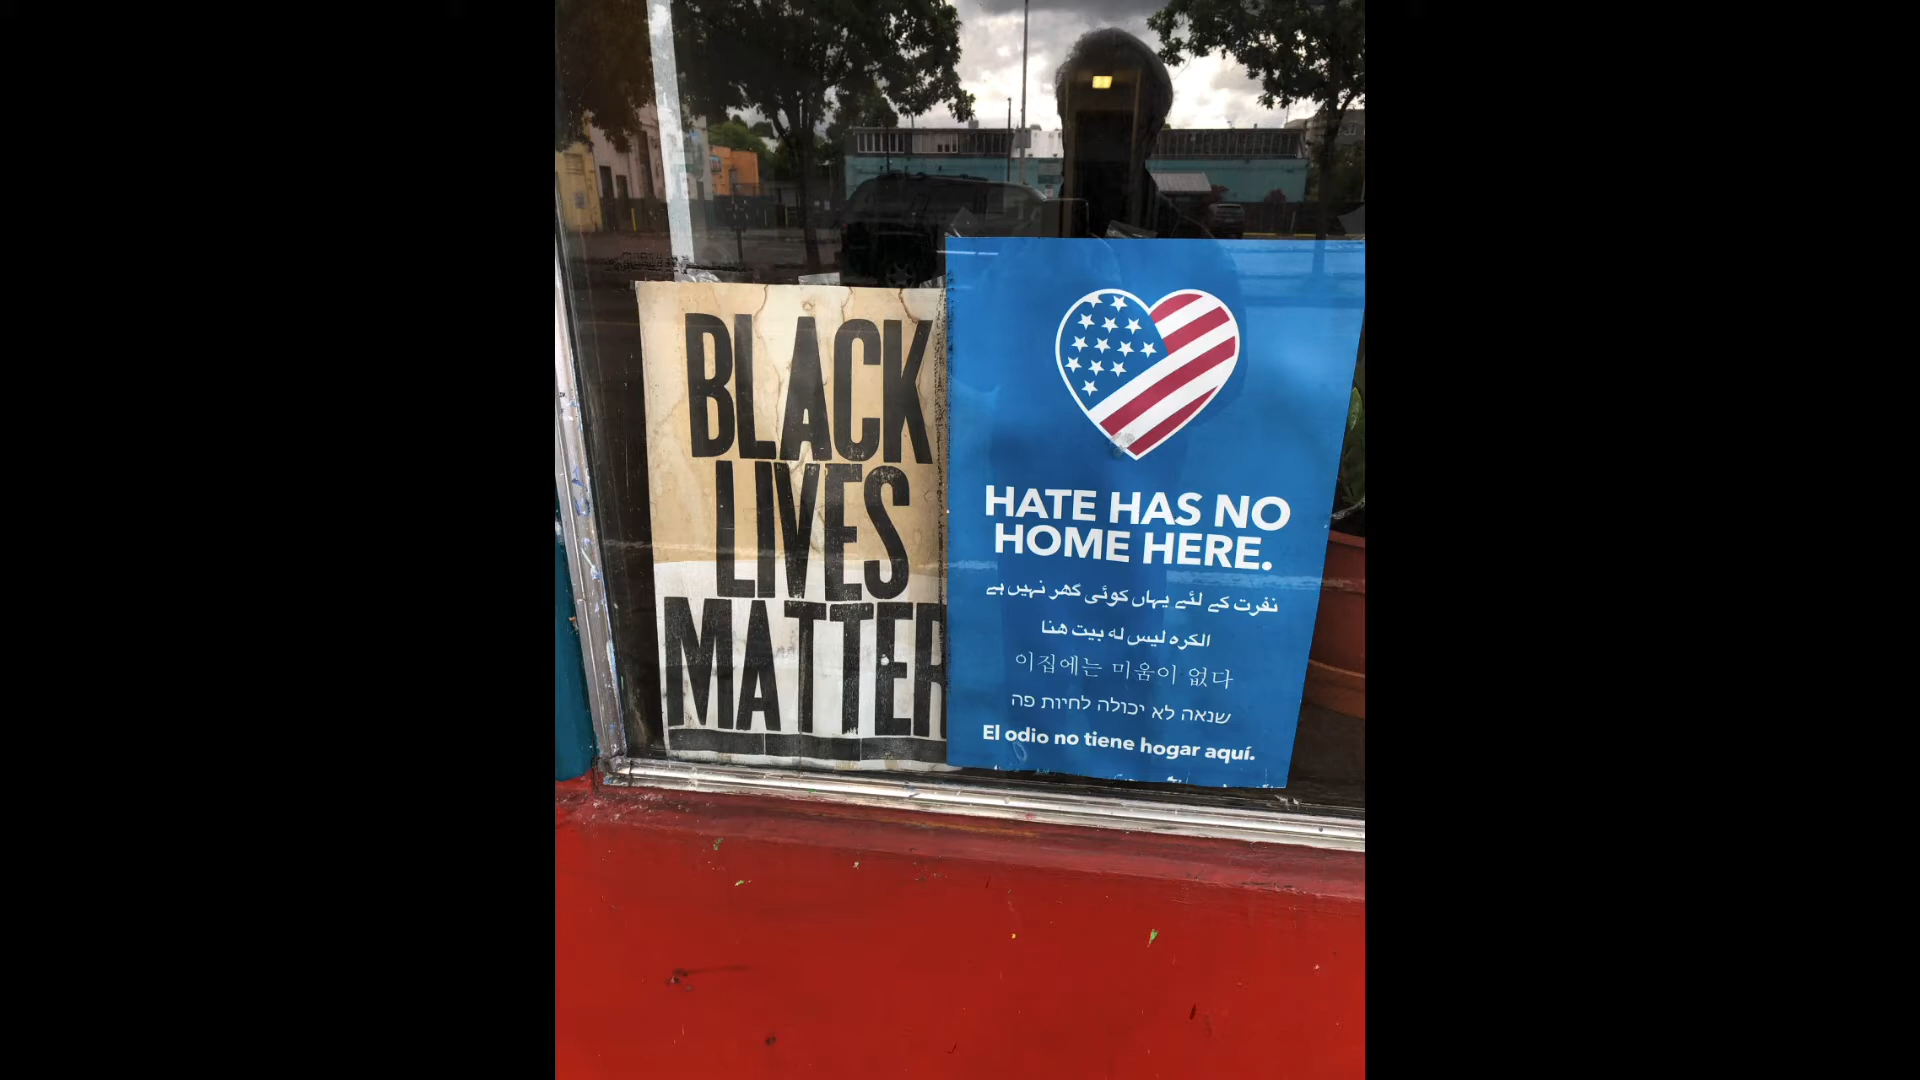 BLACK
LIVES
MATTER
HATE HAS NO
HOME HERE.
نفرت کے لئے یہاں کوئی گھر نہیں ہے
الكره ليس له بيت هنا
이집에는 미움이 없다
שנאה לא יכולה לחיות פה
El odio no tiene hogar aquí.